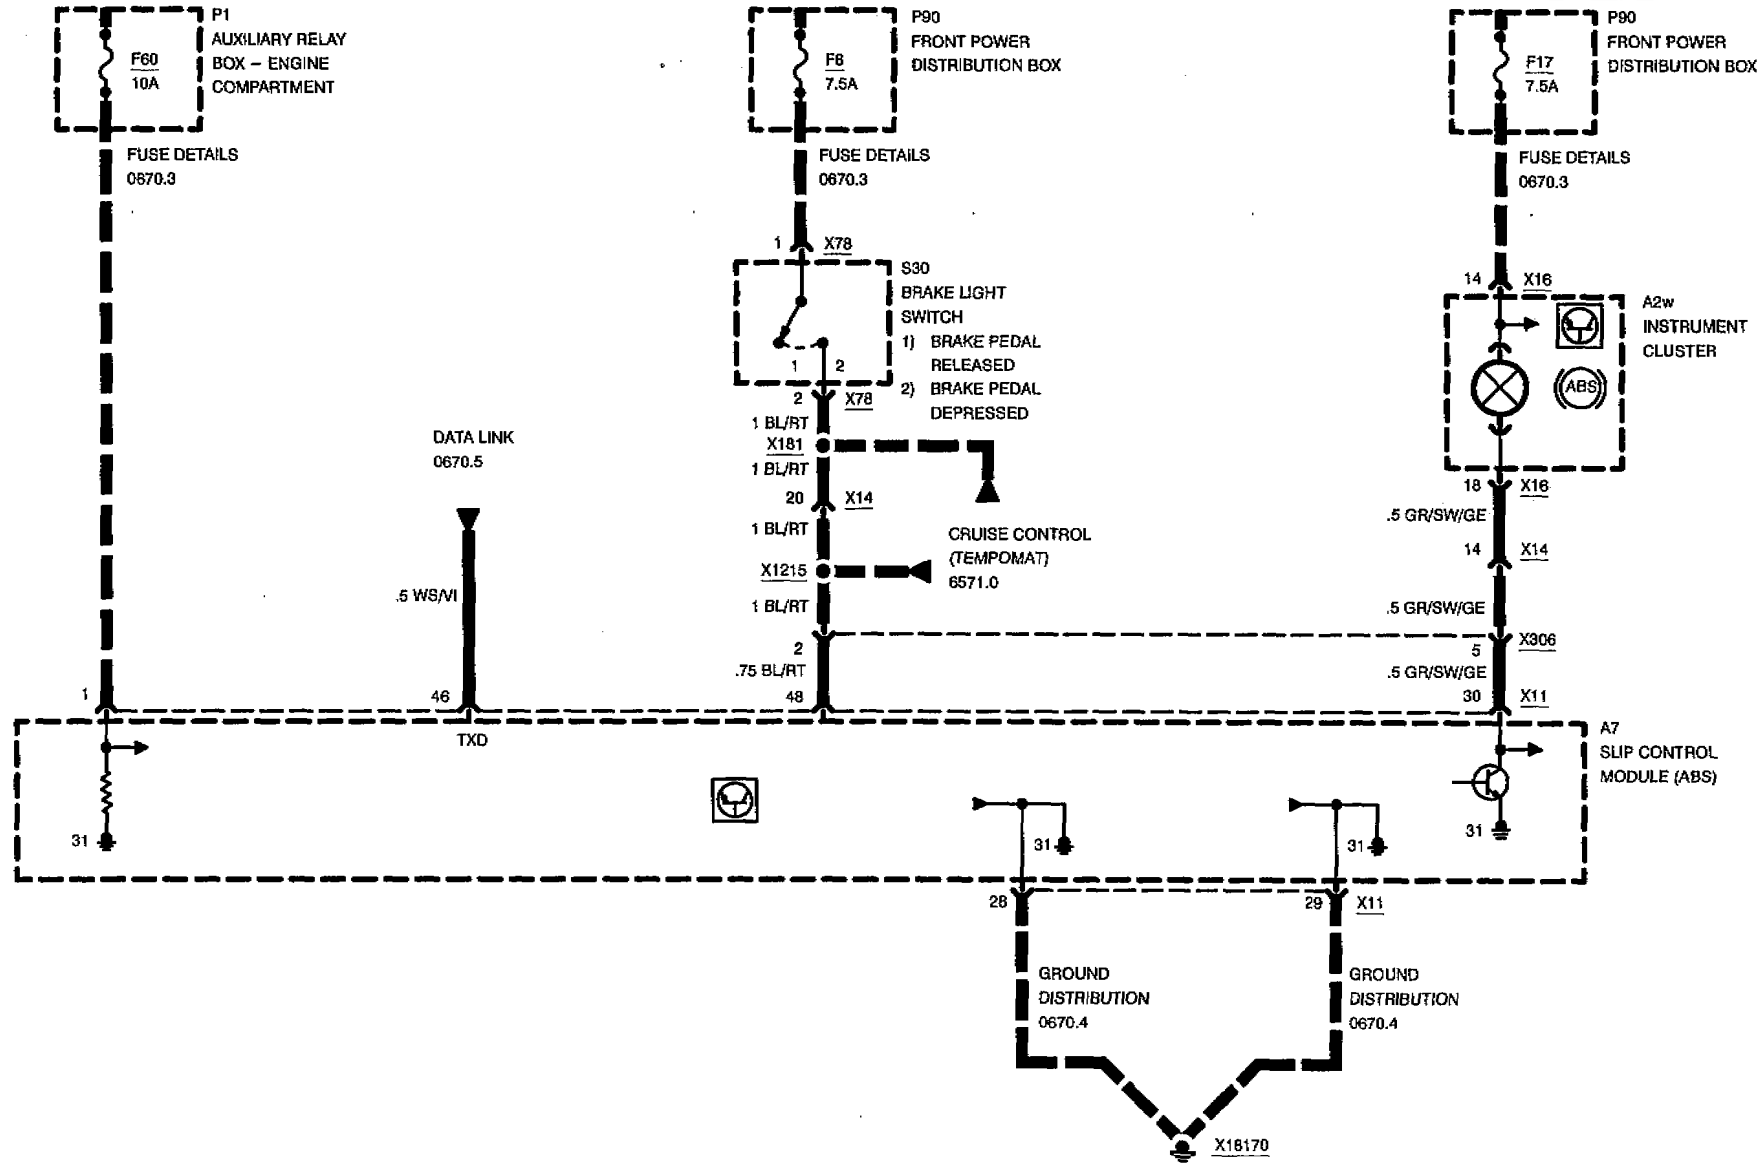 P1
AUXILIARY RELAY
BOX – ENGINE
COMPARTMENT
F60
10A
FUSE DETAILS
0670.3
P90
FRONT POWER
DISTRIBUTION BOX
F6
7.5A
FUSE DETAILS
0670.3
P90
FRONT POWER
DISTRIBUTION BOX
F17
7.5A
FUSE DETAILS
0670.3
1 X78
S30
BRAKE LIGHT
SWITCH
1) BRAKE PEDAL
RELEASED
2) BRAKE PEDAL
DEPRESSED
1 2
2 X78
1 BL/RT
X181
1 BL/RT
20 X14
1 BL/RT
X1215
1 BL/RT
2
.75 BL/RT
48
CRUISE CONTROL
(TEMPOMAT)
6571.0
14 X16
A2w
INSTRUMENT
CLUSTER
ABS
18 X16
.5 GR/SW/GE
14 X14
.5 GR/SW/GE
X306
5
.5 GR/SW/GE
30 X11
DATA LINK
0670.5
.5 WS/VI
1
46
TXD
A7
SLIP CONTROL
MODULE (ABS)
31
31
31
31
28
29 X11
GROUND
DISTRIBUTION
0670.4
GROUND
DISTRIBUTION
0670.4
X18170